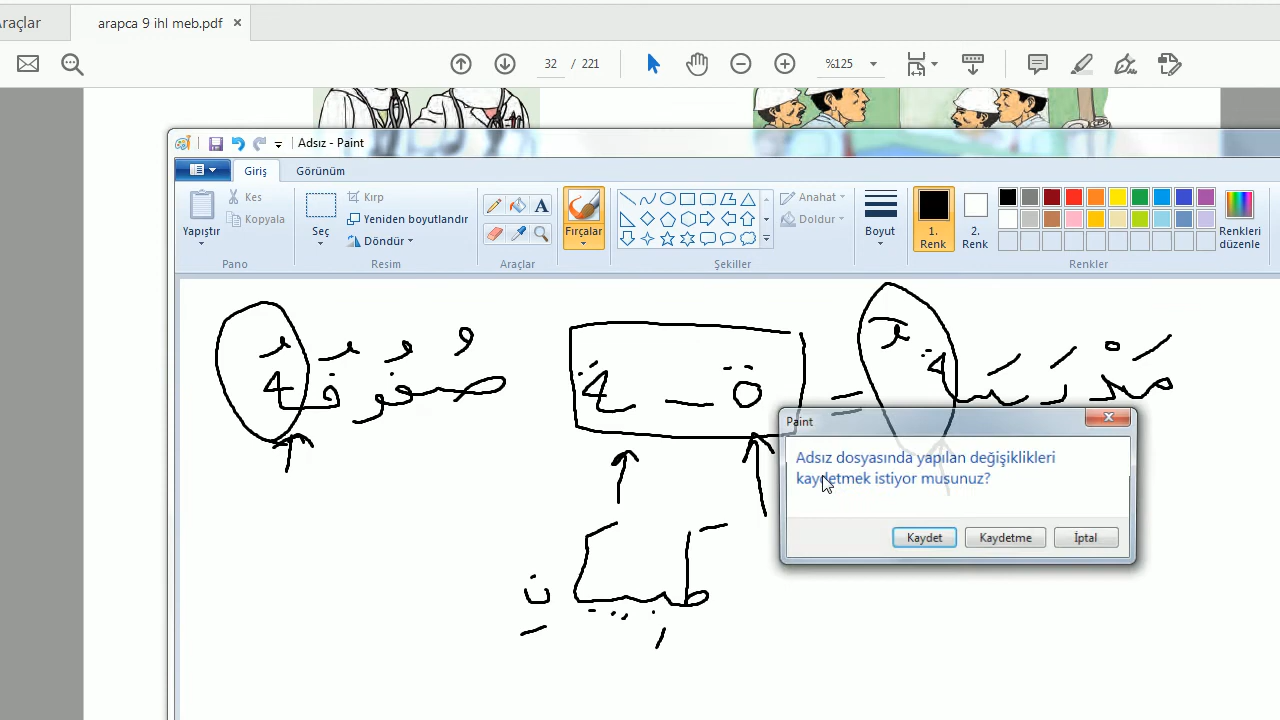 Araçlar
arapca 9 ihl meb.pdf ×
32 / 221 %125
Adsız - Paint
Giriş Görünüm
Yapıştır Kes Kopyala Seç Kırp Yeniden boyutlandır Döndür A Fırçalar Anahat Doldur Boyut 1. Renk 2. Renk Renkleri düzenle
Pano Resim Araçlar Şekiller Renkler
ة ـة =
Paint
Adsız dosyasında yapılan değişiklikleri
kaydetmek istiyor musunuz?
Kaydet Kaydetme İptal